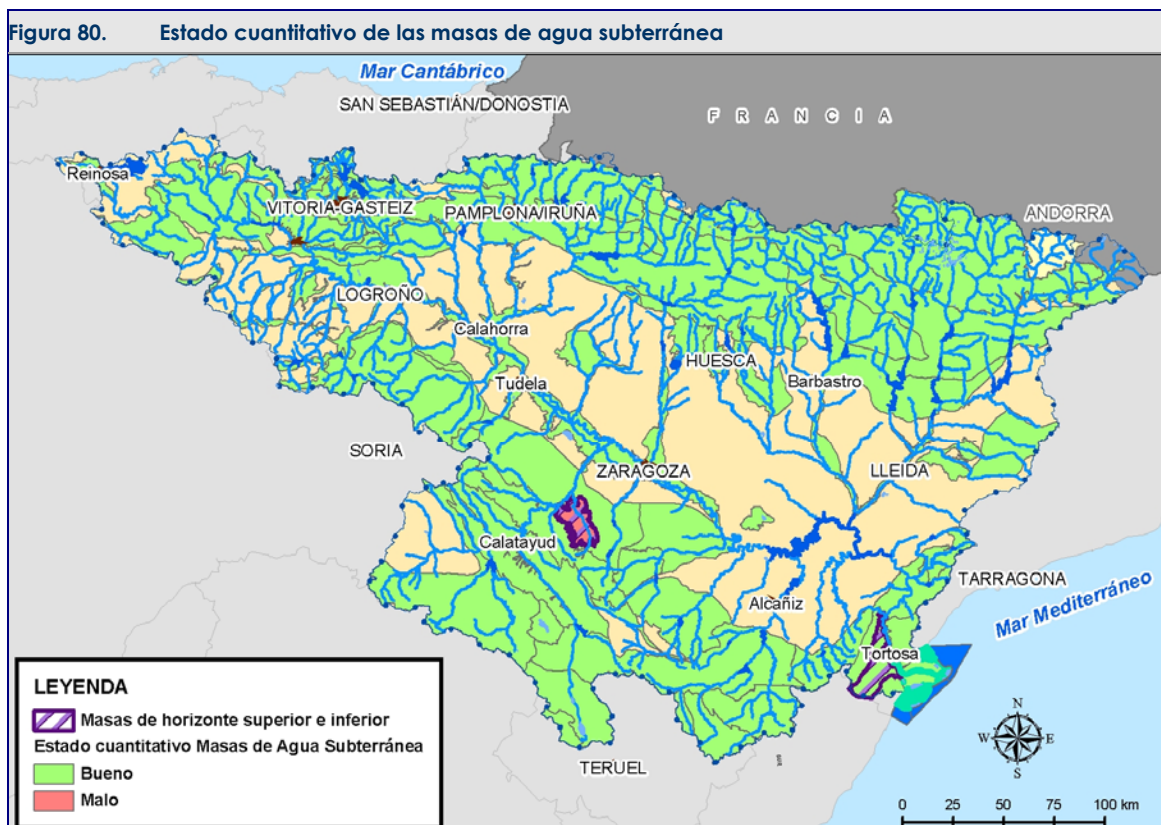 Figura 80. Estado cuantitativo de las masas de agua subterránea
Mar Cantábrico
SAN SEBASTIÁN/DONOSTIA
F R A N C I A
Reinosa
VITORIA-GASTEIZ
PAMPLONA/IRUÑA
ANDORRA
LOGROÑO
Calahorra
HUESCA
Barbastro
Tudela
SORIA
ZARAGOZA
LLEIDA
Calatayud
TARRAGONA
Alcañiz
Mar Mediterráneo
Tortosa
TERUEL
LEYENDA
Masas de horizonte superior e inferior
Estado cuantitativo Masas de Agua Subterránea
Bueno
Malo
N
W E
S
0 25 50 75 100 km